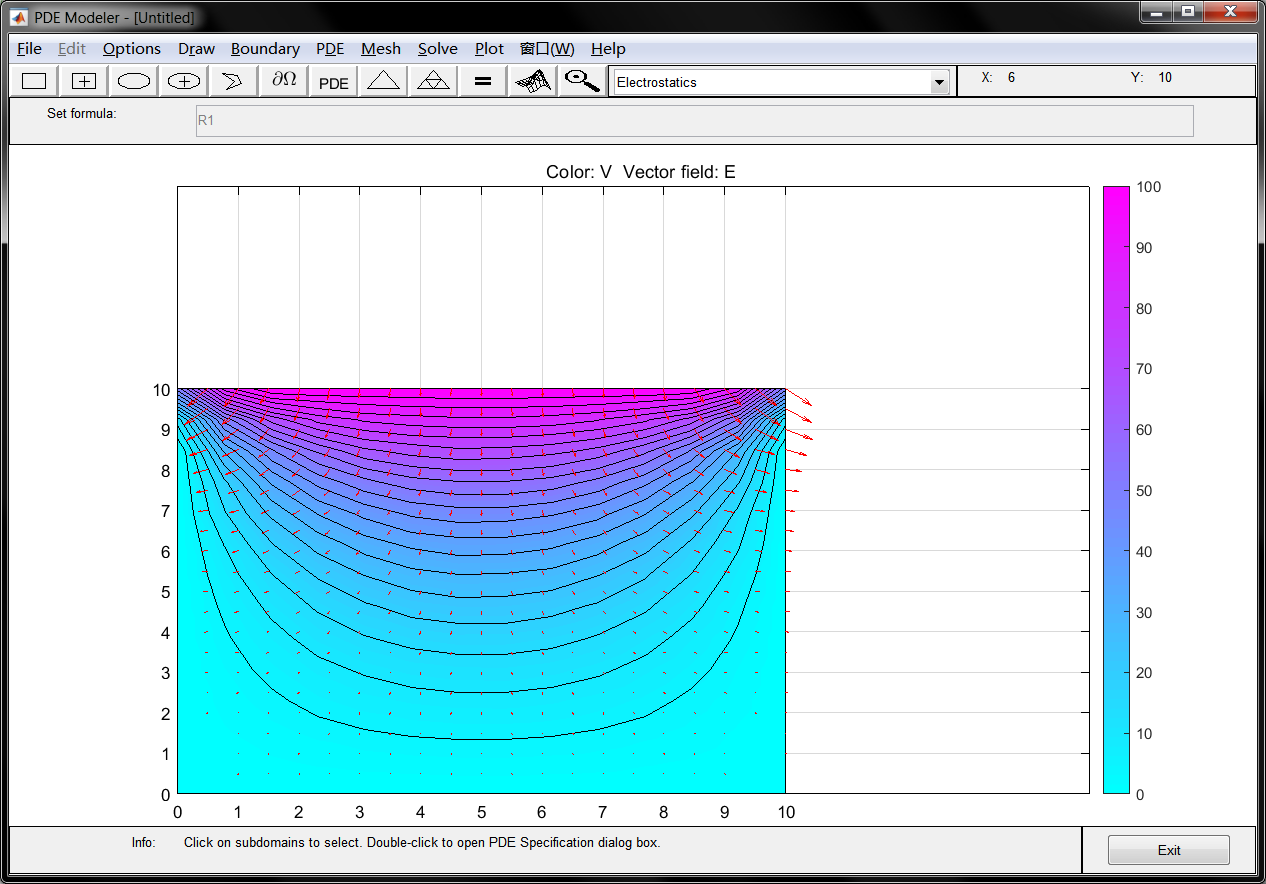 PDE Modeler - [Untitled]
File Edit Options Draw Boundary PDE Mesh Solve Plot 窗口(W) Help
∂Ω PDE = Electrostatics X: 6 Y: 10
Set formula: R1
Color: V Vector field: E
100
90
80
70
60
50
40
30
20
10
0
10
9
8
7
6
5
4
3
2
1
0
0 1 2 3 4 5 6 7 8 9 10
Info: Click on subdomains to select. Double-click to open PDE Specification dialog box.
Exit